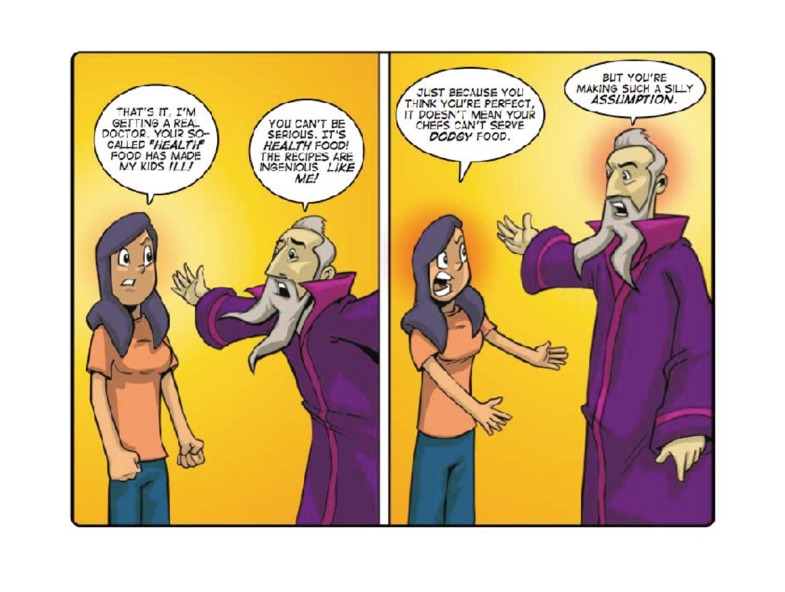 THAT'S IT, I'M
GETTING A REAL
DOCTOR. YOUR SO-
CALLED "HEALTH"
FOOD HAS MADE
MY KIDS ILL!
YOU CAN'T BE
SERIOUS. IT'S
HEALTH FOOD!
THE RECIPES ARE
INGENIOUS. LIKE
ME!
JUST BECAUSE YOU
THINK YOU'RE PERFECT,
IT DOESN'T MEAN YOUR
CHEFS CAN'T SERVE
DODGY FOOD.
BUT YOU'RE
MAKING SUCH A SILLY
ASSUMPTION.